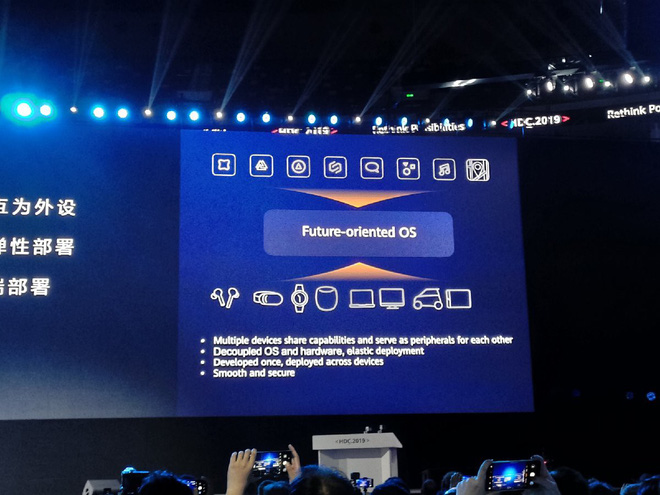 HDC.2019
Rethink Possibilities
<HDC.2019>
Rethink Po
互为外设
弹性部署
端部署
Future-oriented OS
• Multiple devices share capabilities and serve as peripherals for each other
• Decoupled OS and hardware, elastic deployment
• Developed once, deployed across devices
• Smooth and secure
<HDC.2019>